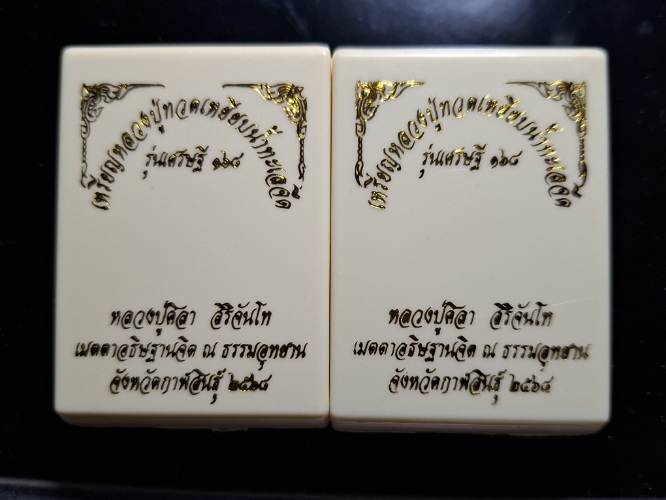 เหรียญหลวงปู่ทวดเหยียบน้ำทะเลจืด
รุ่นเศรษฐี ๑๖๘
หลวงปู่ศิลา สิริจันโท
เมตตาอธิษฐานจิต ณ ธรรมอุทยาน
จังหวัดกาฬสินธุ์ ๒๕๖๔
เหรียญหลวงปู่ทวดเหยียบน้ำทะเลจืด
รุ่นเศรษฐี ๑๖๘
หลวงปู่ศิลา สิริจันโท
เมตตาอธิษฐานจิต ณ ธรรมอุทยาน
จังหวัดกาฬสินธุ์ ๒๕๖๔